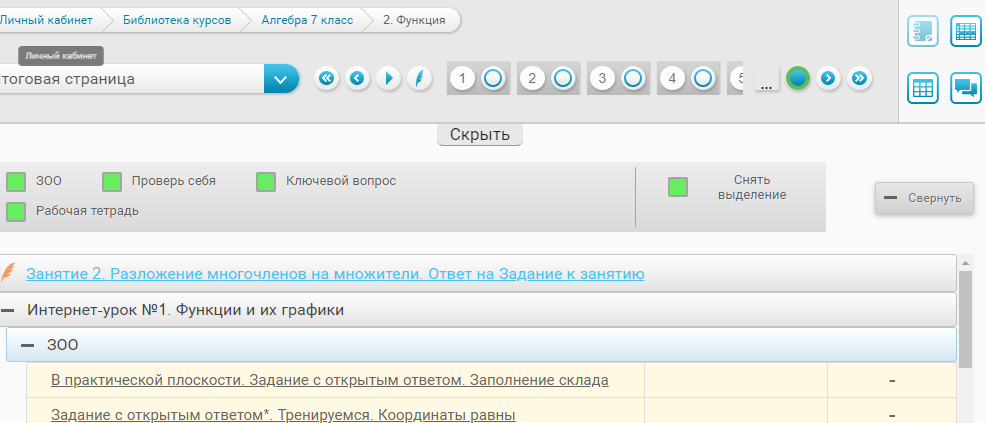 Личный кабинет Библиотека курсов Алгебра 7 класс 2. Функция
Личный кабинет
тоговая страница
1 2 3 4 5 ...
Скрыть
ЗОО Проверь себя Ключевой вопрос
Рабочая тетрадь
Снять
выделение
Свернуть
Занятие 2. Разложение многочленов на множители. Ответ на Задание к занятию
Интернет-урок №1. Функции и их графики
ЗОО
В практической плоскости. Задание с открытым ответом. Заполнение склада -
Задание с открытым ответом*. Тренируемся. Координаты равны -